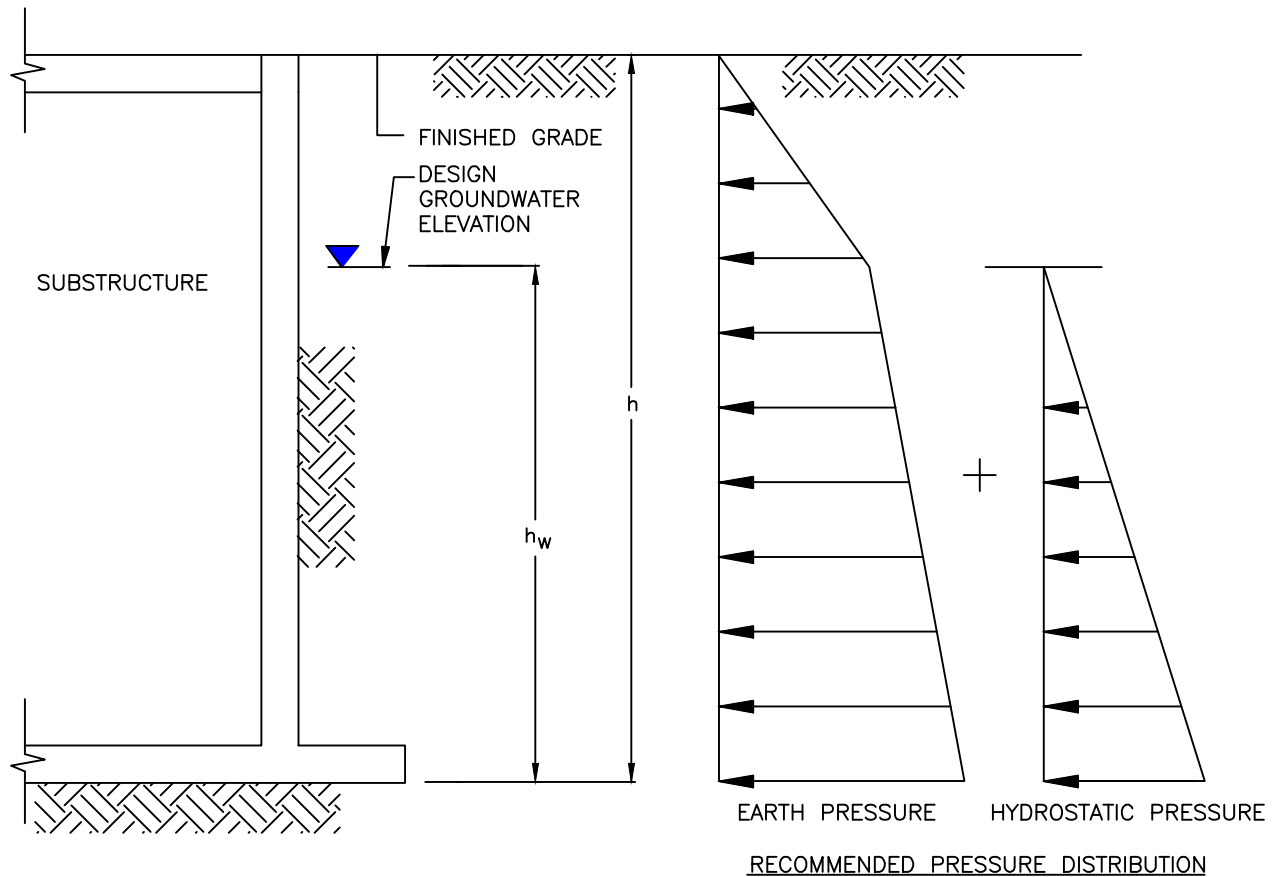 FINISHED GRADE
DESIGN
GROUNDWATER
ELEVATION
SUBSTRUCTURE
h
hw
EARTH PRESSURE
HYDROSTATIC PRESSURE
RECOMMENDED PRESSURE DISTRIBUTION